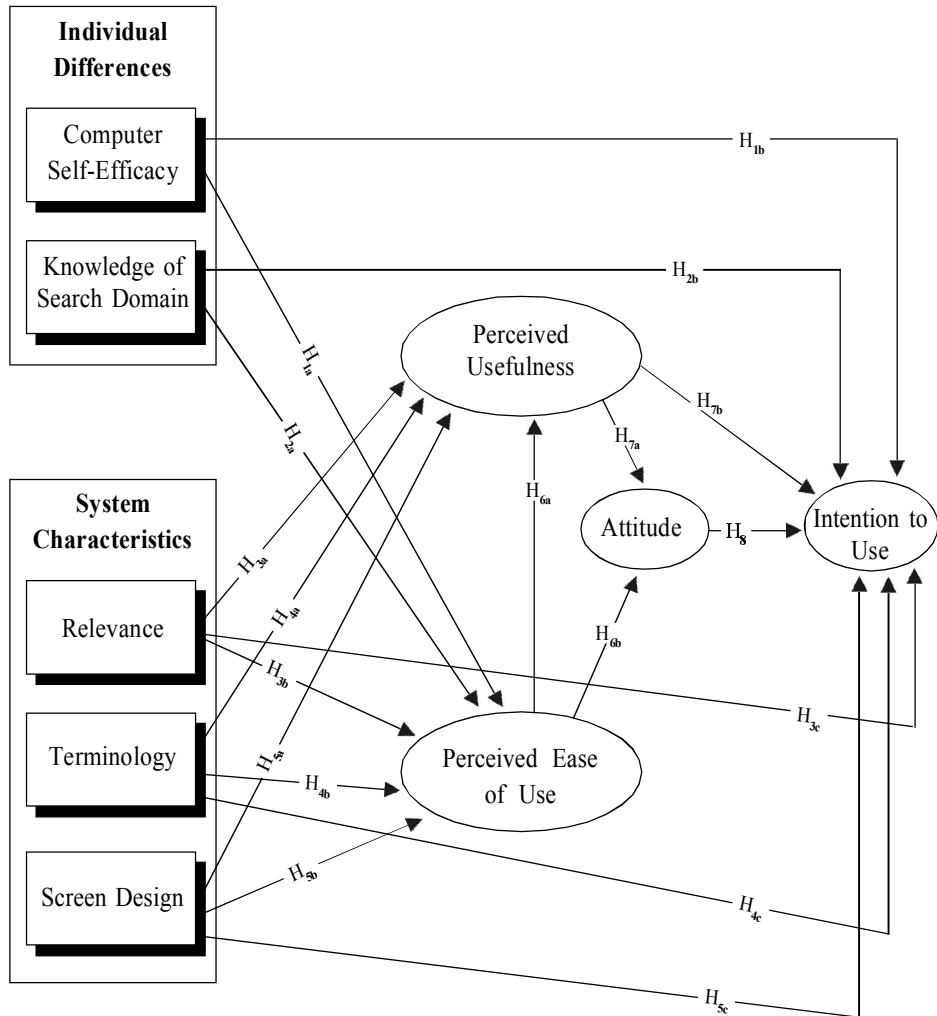 Individual
Differences
Computer
Self-Efficacy
H1b
Knowledge of
Search Domain
H2b
Perceived
Usefulness
H1a
H2a
H7b
H7a
H6a
System
Characteristics
Attitude
H8
Intention to
Use
H3a
H4a
Relevance
H6b
H3b
H3c
Terminology
H5a
Perceived Ease
of Use
H4b
Screen Design
H5b
H4c
H5c